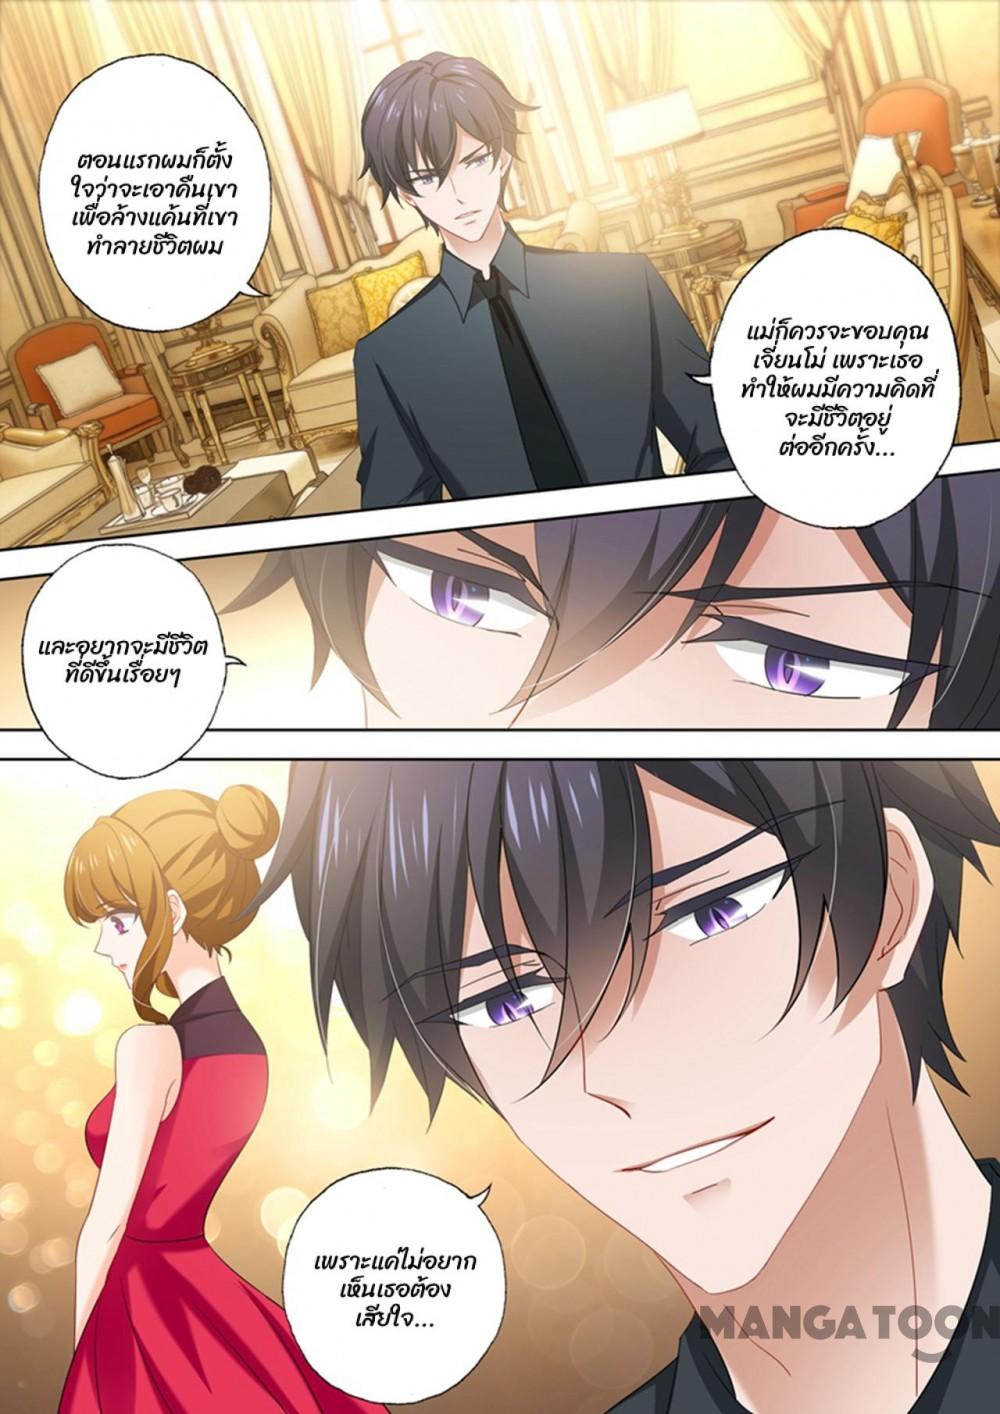 ตอนแรกผมก็ตั้ง
ใจว่าจะเอาคืนเขา
เพื่อล้างแค้นที่เขา
ทำลายชีวิตผม
แม่ก็ควรจะขอบคุณ
เจี่ยนโม่ เพราะเธอ
ทำให้ผมมีความคิดที่
จะมีชีวิตอยู่
ต่ออีกครั้ง...
และอยากจะมีชีวิต
ที่ดีขึ้นเรื่อยๆ
เพราะแค่ไม่อยาก
เห็นเธอต้อง
เสียใจ...
MANGATOON